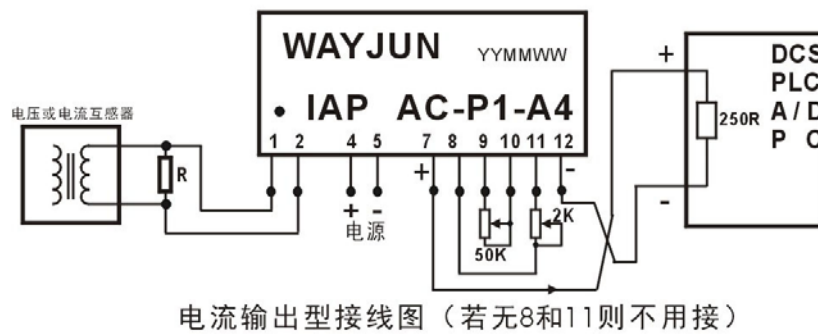 WAYJUN YYMMWW
IAP AC-P1-A4
1 2 4 5 7 8 9 10 11 12
电压或电流互感器
R
+ -
电源
+ -
50K
2K
+
-
250R
DCS
PLC
A/D
P C
电流输出型接线图（若无8和11则不用接）